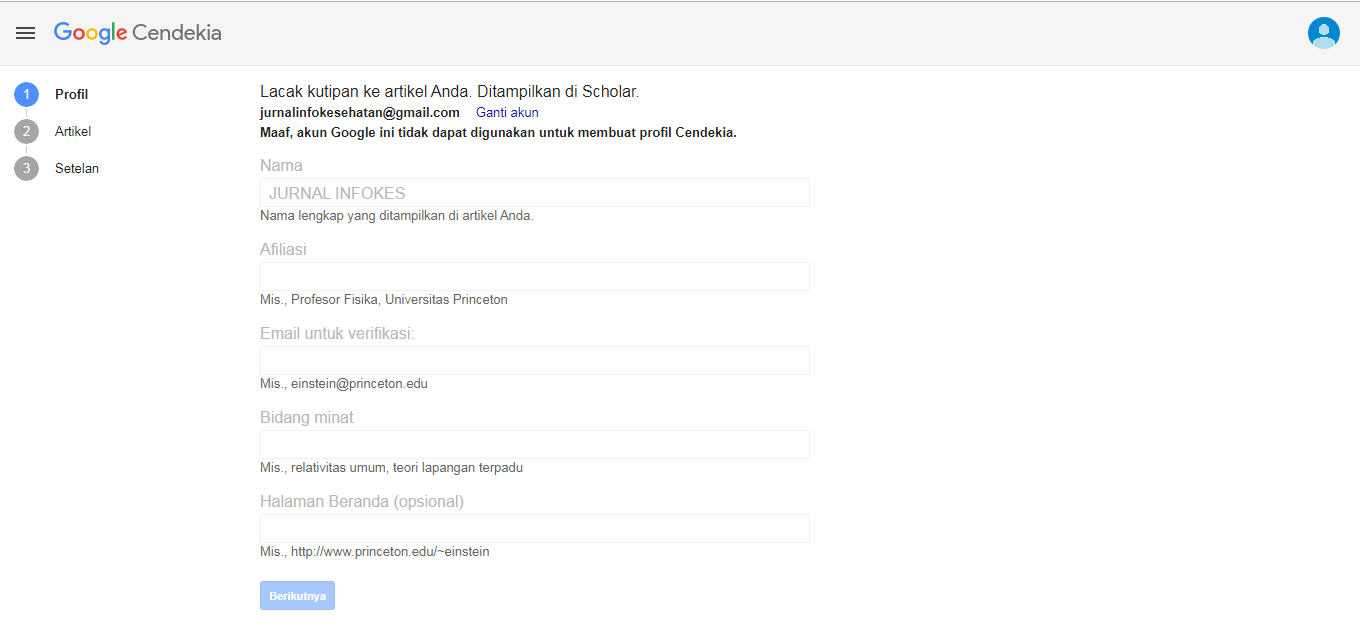 Google Cendekia
1 Profil
2 Artikel
3 Setelan
Lacak kutipan ke artikel Anda. Ditampilkan di Scholar.
jurnalinfokesehatan@gmail.com Ganti akun
Maaf, akun Google ini tidak dapat digunakan untuk membuat profil Cendekia.
Nama
JURNAL INFOKES
Nama lengkap yang ditampilkan di artikel Anda.
Afiliasi
Mis., Profesor Fisika, Universitas Princeton
Email untuk verifikasi:
Mis., einstein@princeton.edu
Bidang minat
Mis., relativitas umum, teori lapangan terpadu
Halaman Beranda (opsional)
Mis., http://www.princeton.edu/~einstein
Berikutnya